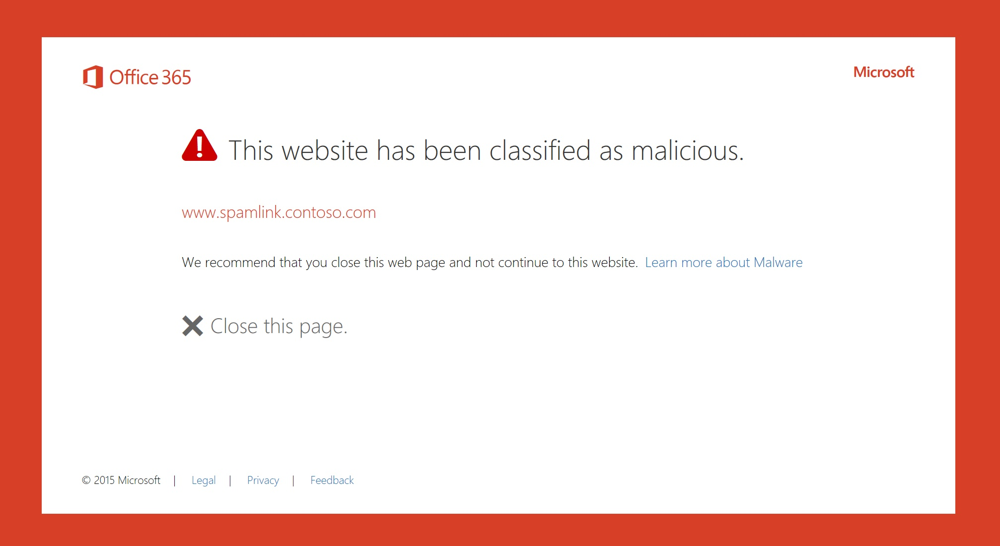 Office 365
Microsoft
This website has been classified as malicious.
www.spamlink.contoso.com
We recommend that you close this web page and not continue to this website. Learn more about Malware
Close this page.
© 2015 Microsoft | Legal | Privacy | Feedback